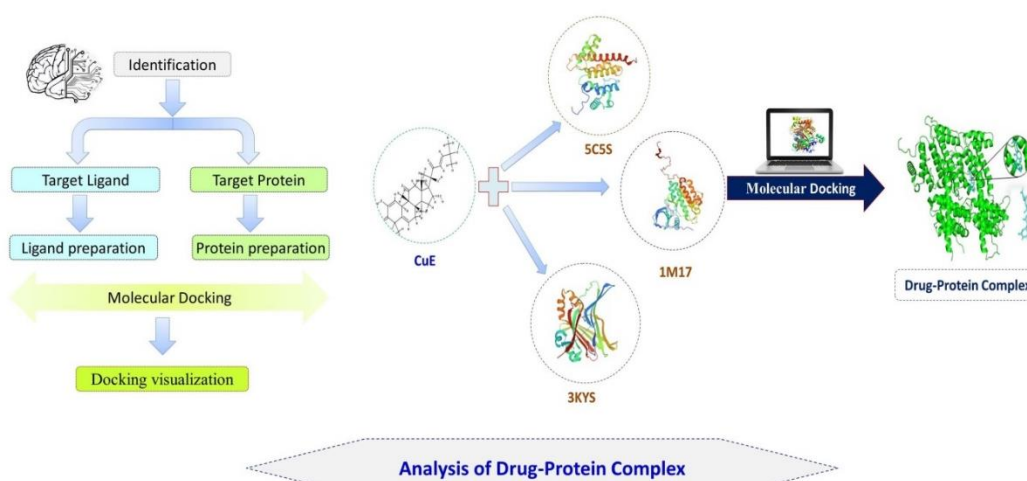 Identification
Target Ligand
Target Protein
Ligand preparation
Protein preparation
Molecular Docking
Docking visualization
CuE
5C5S
1M17
3KYS
Molecular Docking
Drug-Protein Complex
Analysis of Drug-Protein Complex